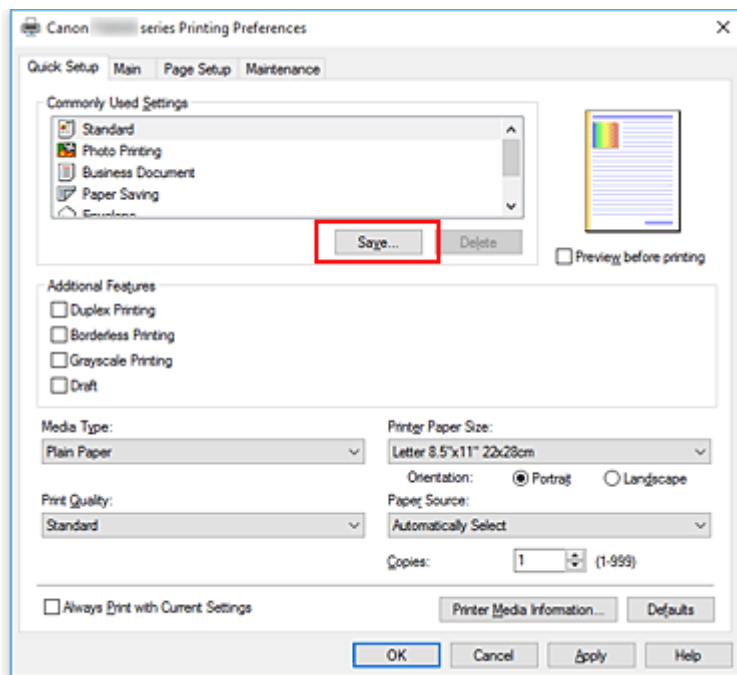 Canon series Printing Preferences
Quick Setup Main Page Setup Maintenance
Commonly Used Settings
Standard
Photo Printing
Business Document
Paper Saving
Envelope
Save... Delete
Preview before printing
Additional Features
Duplex Printing
Borderless Printing
Grayscale Printing
Draft
Media Type: Printer Paper Size:
Plain Paper Letter 8.5"x11" 22x28cm
Orientation: Portrait Landscape
Print Quality: Paper Source:
Standard Automatically Select
Copies: 1 (1-999)
Always Print with Current Settings Printer Media Information... Defaults
OK Cancel Apply Help